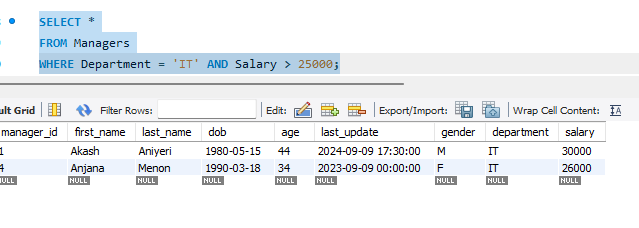 SELECT *
FROM Managers
WHERE Department = 'IT' AND Salary > 25000;
ult Grid Filter Rows: Edit: Export/Import: Wrap Cell Content: IA
manager_id first_name last_name dob age last_update gender department salary
1 Akash Aniyeri 1980-05-15 44 2024-09-09 17:30:00 M IT 30000
4 Anjana Menon 1990-03-18 34 2023-09-09 00:00:00 F IT 26000
NULL NULL NULL NULL NULL NULL NULL NULL NULL